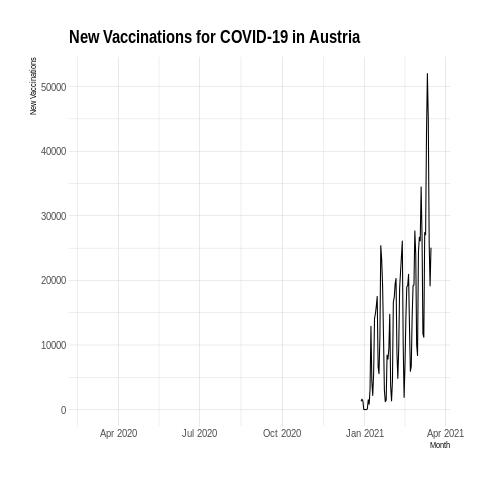 New Vaccinations for COVID-19 in Austria
New Vaccinations
50000
40000
30000
20000
10000
0
Apr 2020 Jul 2020 Oct 2020 Jan 2021 Apr 2021
Month